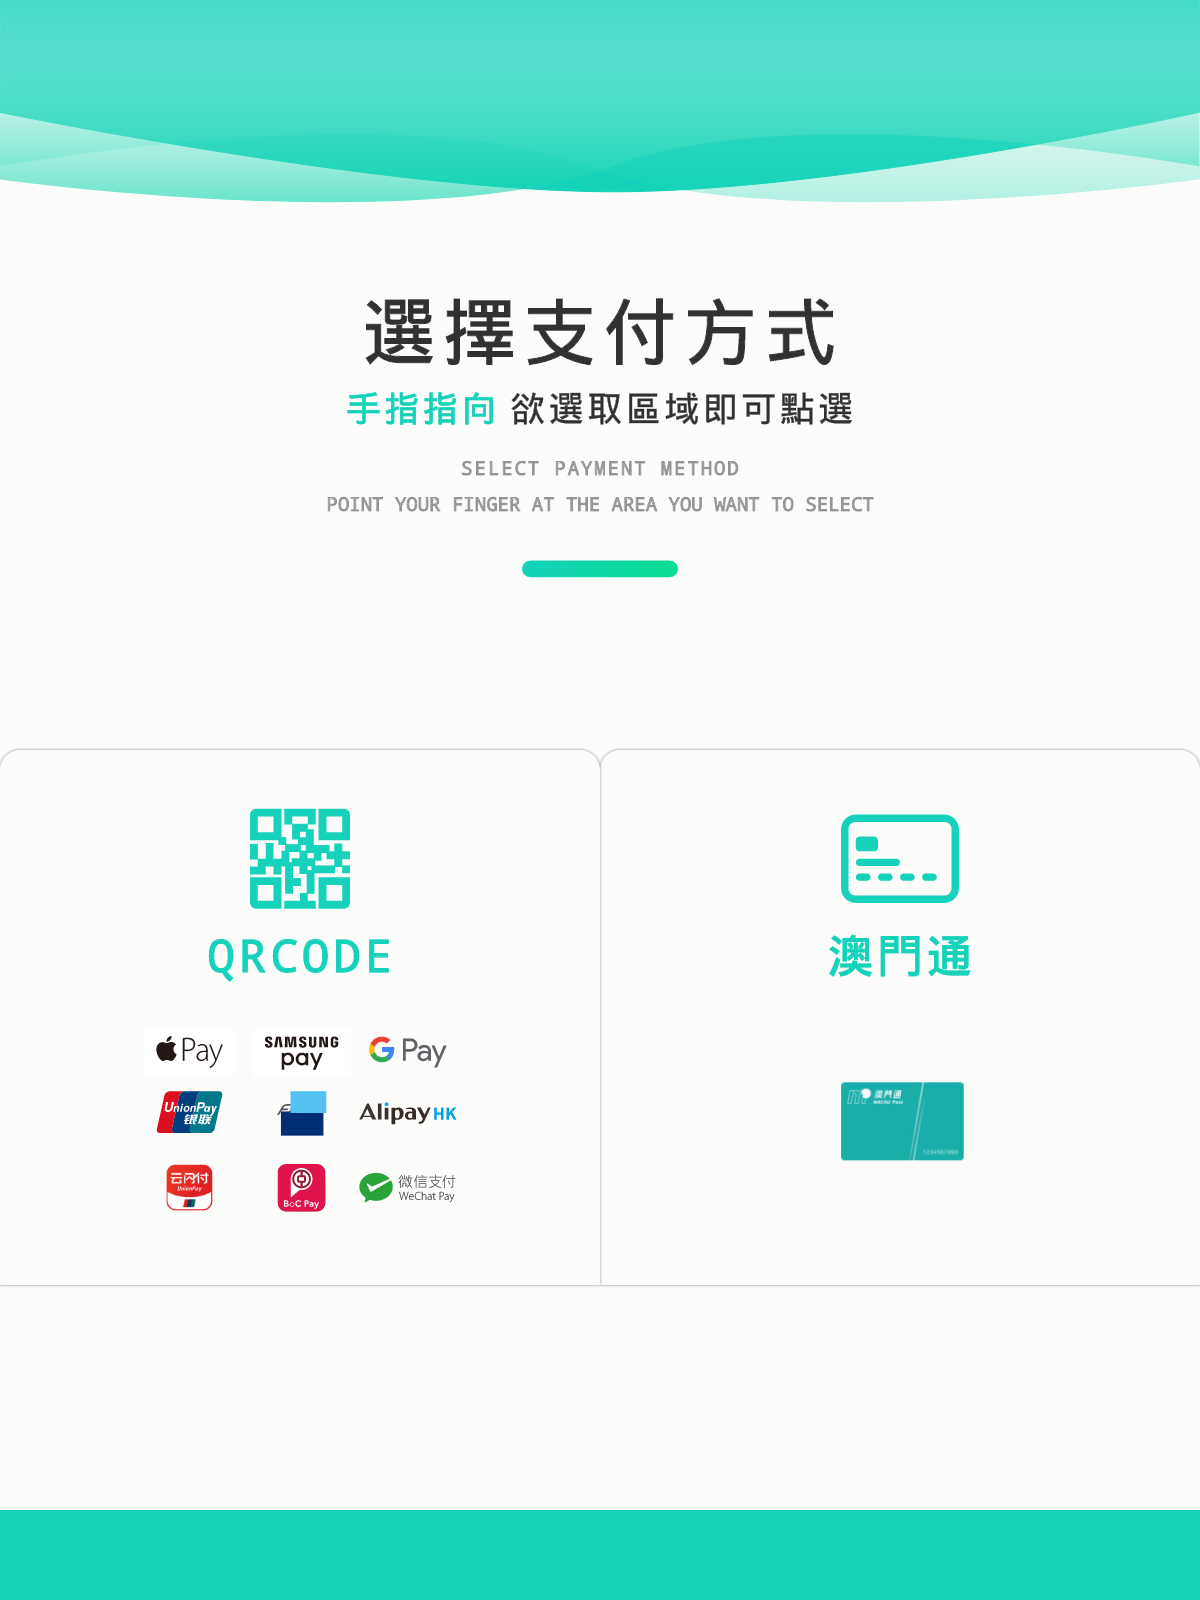 選擇支付方式
手指指向 欲選取區域即可點選
SELECT PAYMENT METHOD
POINT YOUR FINGER AT THE AREA YOU WANT TO SELECT
QRCODE
Pay
SAMSUNG
pay
G Pay
UnionPay
银联
Alipay HK
云闪付
UnionPay
BoC Pay
微信支付
WeChat Pay
澳門通
m 澳門通
MACAU Pass
1234567890